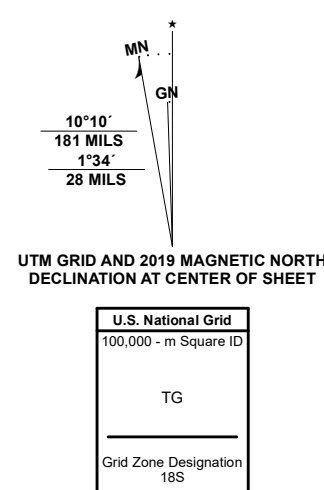 MN
GN
10°10´
181 MILS
1°34´
28 MILS
UTM GRID AND 2019 MAGNETIC NORTH
DECLINATION AT CENTER OF SHEET
U.S. National Grid
100,000 - m Square ID
TG
Grid Zone Designation
18S